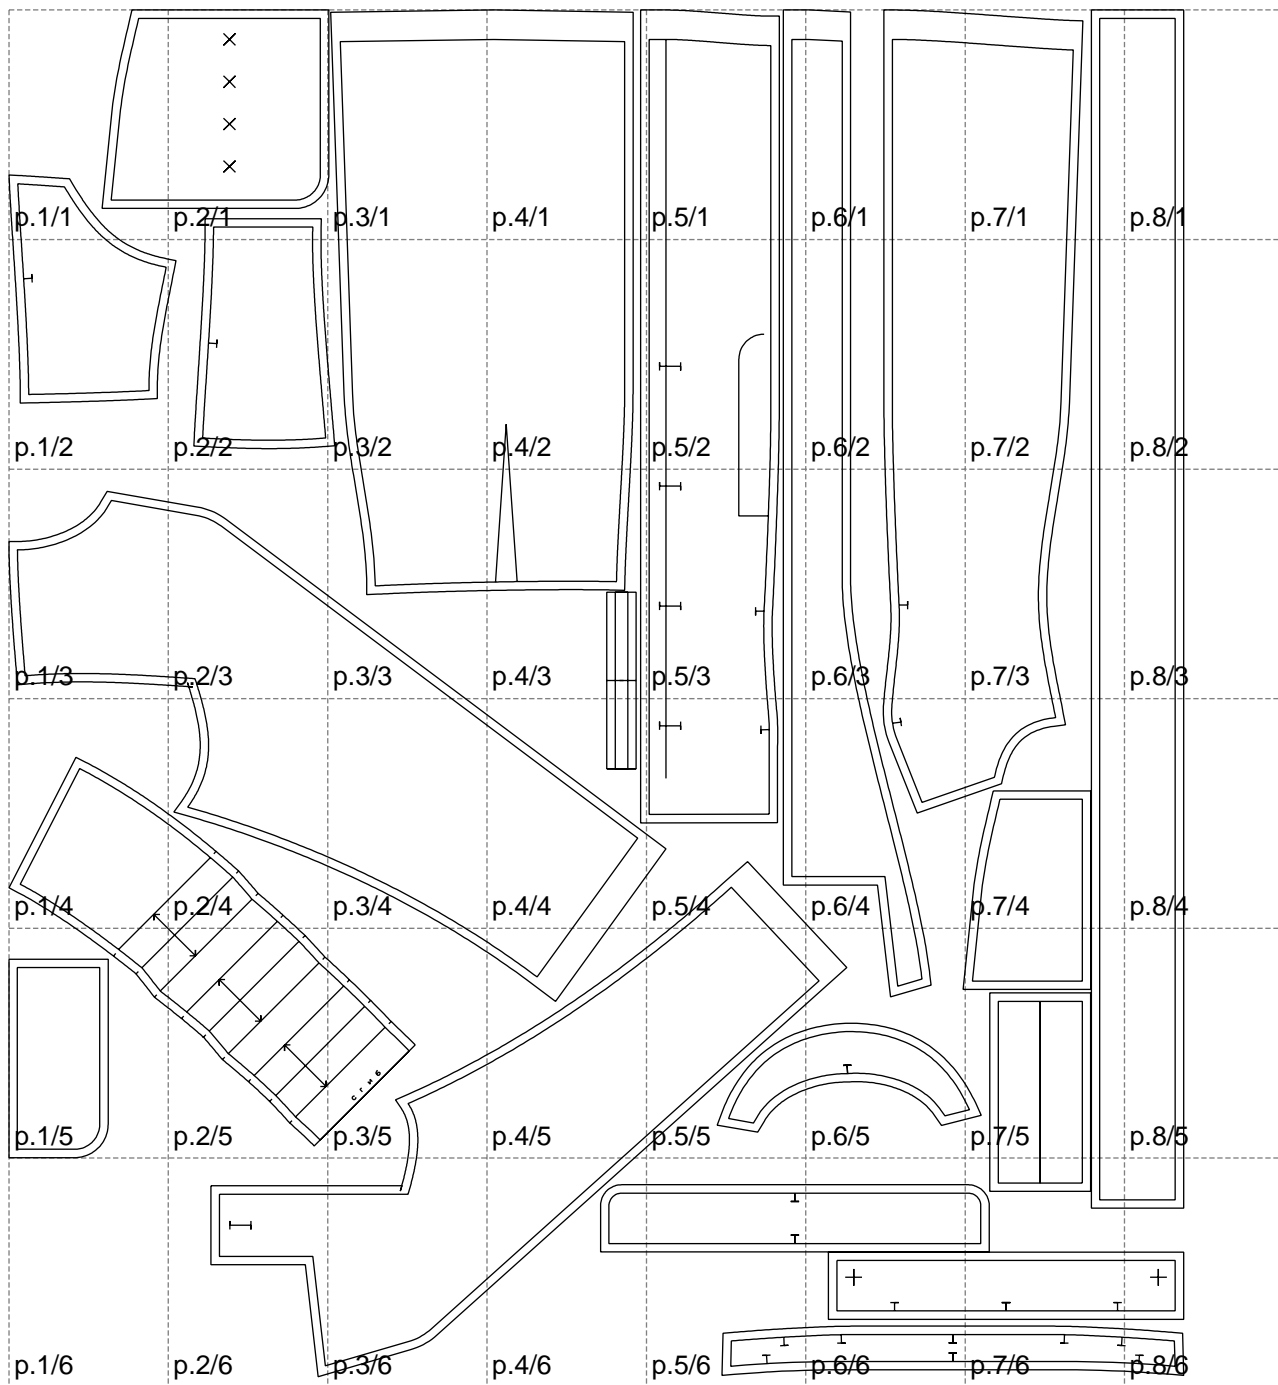 p.1/1 p.2/1 p.3/1 p.4/1 p.5/1 p.6/1 p.7/1 p.8/1
p.1/2 p.2/2 p.3/2 p.4/2 p.5/2 p.6/2 p.7/2 p.8/2
p.1/3 p.2/3 p.3/3 p.4/3 p.5/3 p.6/3 p.7/3 p.8/3
p.1/4 p.2/4 p.3/4 p.4/4 p.5/4 p.6/4 p.7/4 p.8/4
сгиб
p.1/5 p.2/5 p.3/5 p.4/5 p.5/5 p.6/5 p.7/5 p.8/5
p.1/6 p.2/6 p.3/6 p.4/6 p.5/6 p.6/6 p.7/6 p.8/6